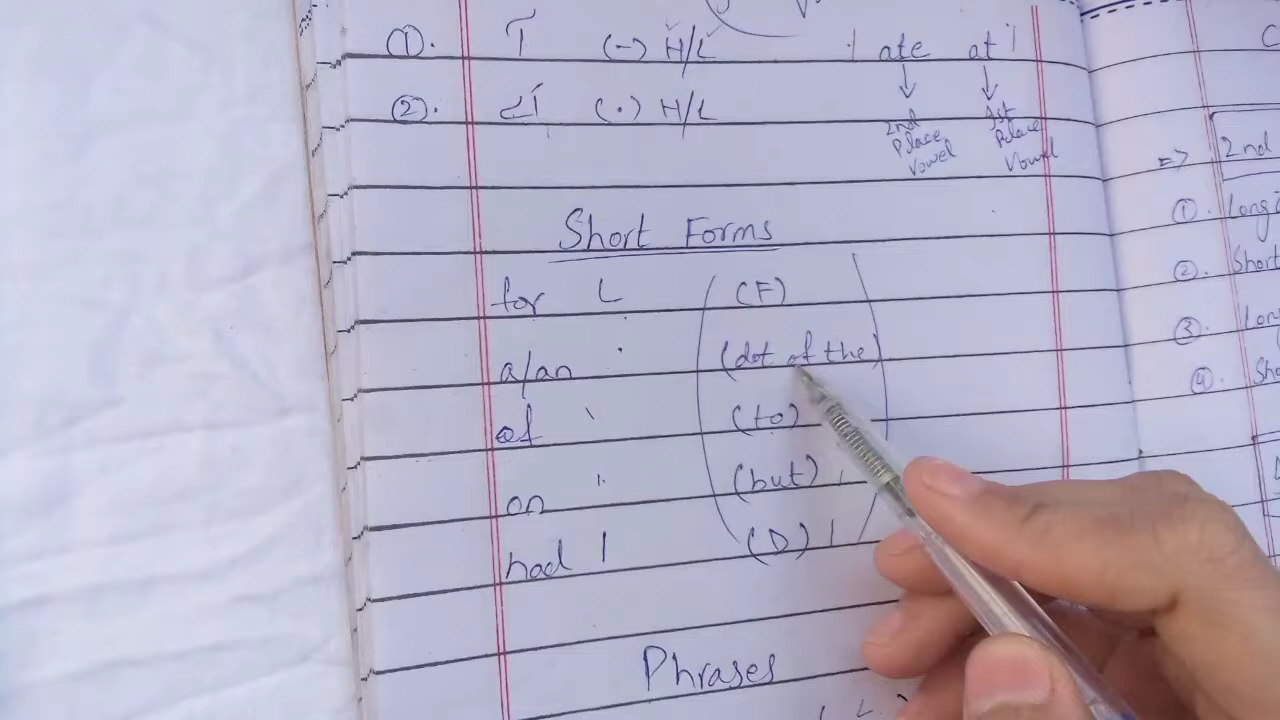 ①. (-) H/L ate at
②. (.) H/L 2nd Place Vowel 1st Place Vowel
Short Forms
for (F)
a/an . (dot of the)
of \ (to)
on (but)
had | (D) |
Phrases
=> 2nd
①. Long
②. Short
③. Lon
④. Sho